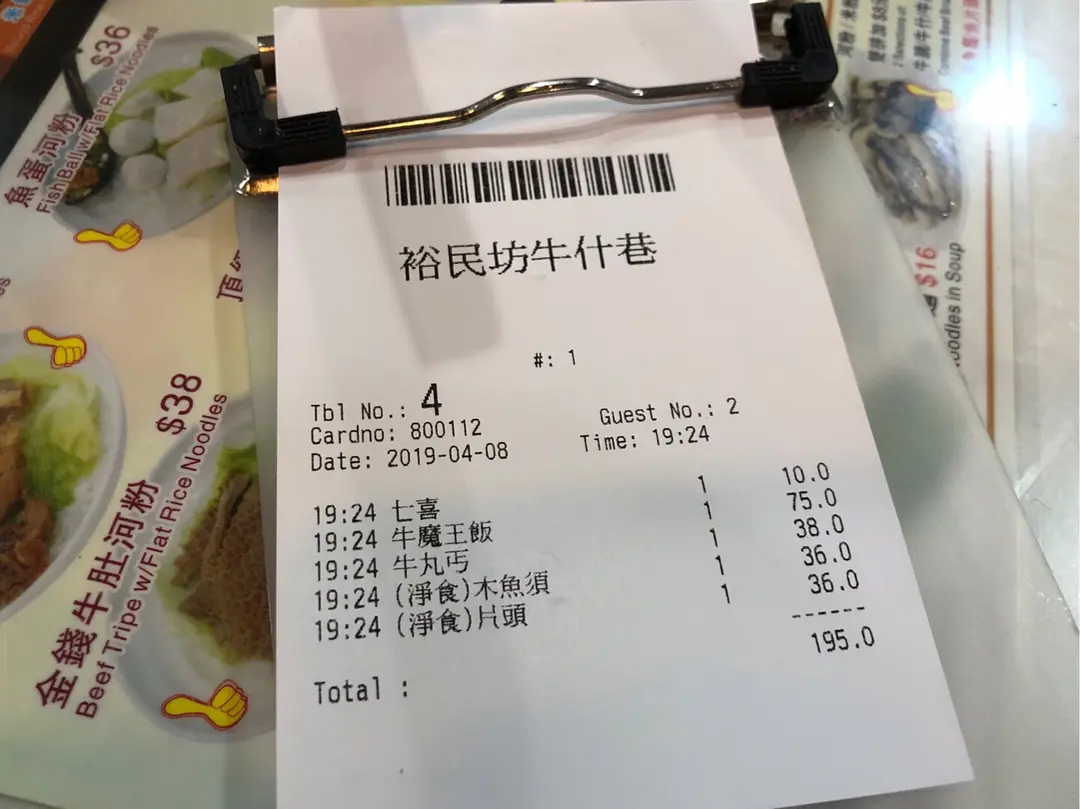 裕民坊牛什巷
#: 1
Tbl No.: 4 Guest No.: 2
Cardno: 800112
Date: 2019-04-08 Time: 19:24
19:24 七喜 1 10.0
19:24 牛魔王飯 1 75.0
19:24 牛丸丐 1 38.0
19:24 (淨食)木魚須 1 36.0
19:24 (淨食)片頭 1 36.0
------
Total : 195.0
魚蛋河粉 $36
Fish Ball w/Flat Rice Noodles
金錢牛肚河粉 $38
Beef Tripe w/Flat Rice Noodles
$16
oodles in Soup